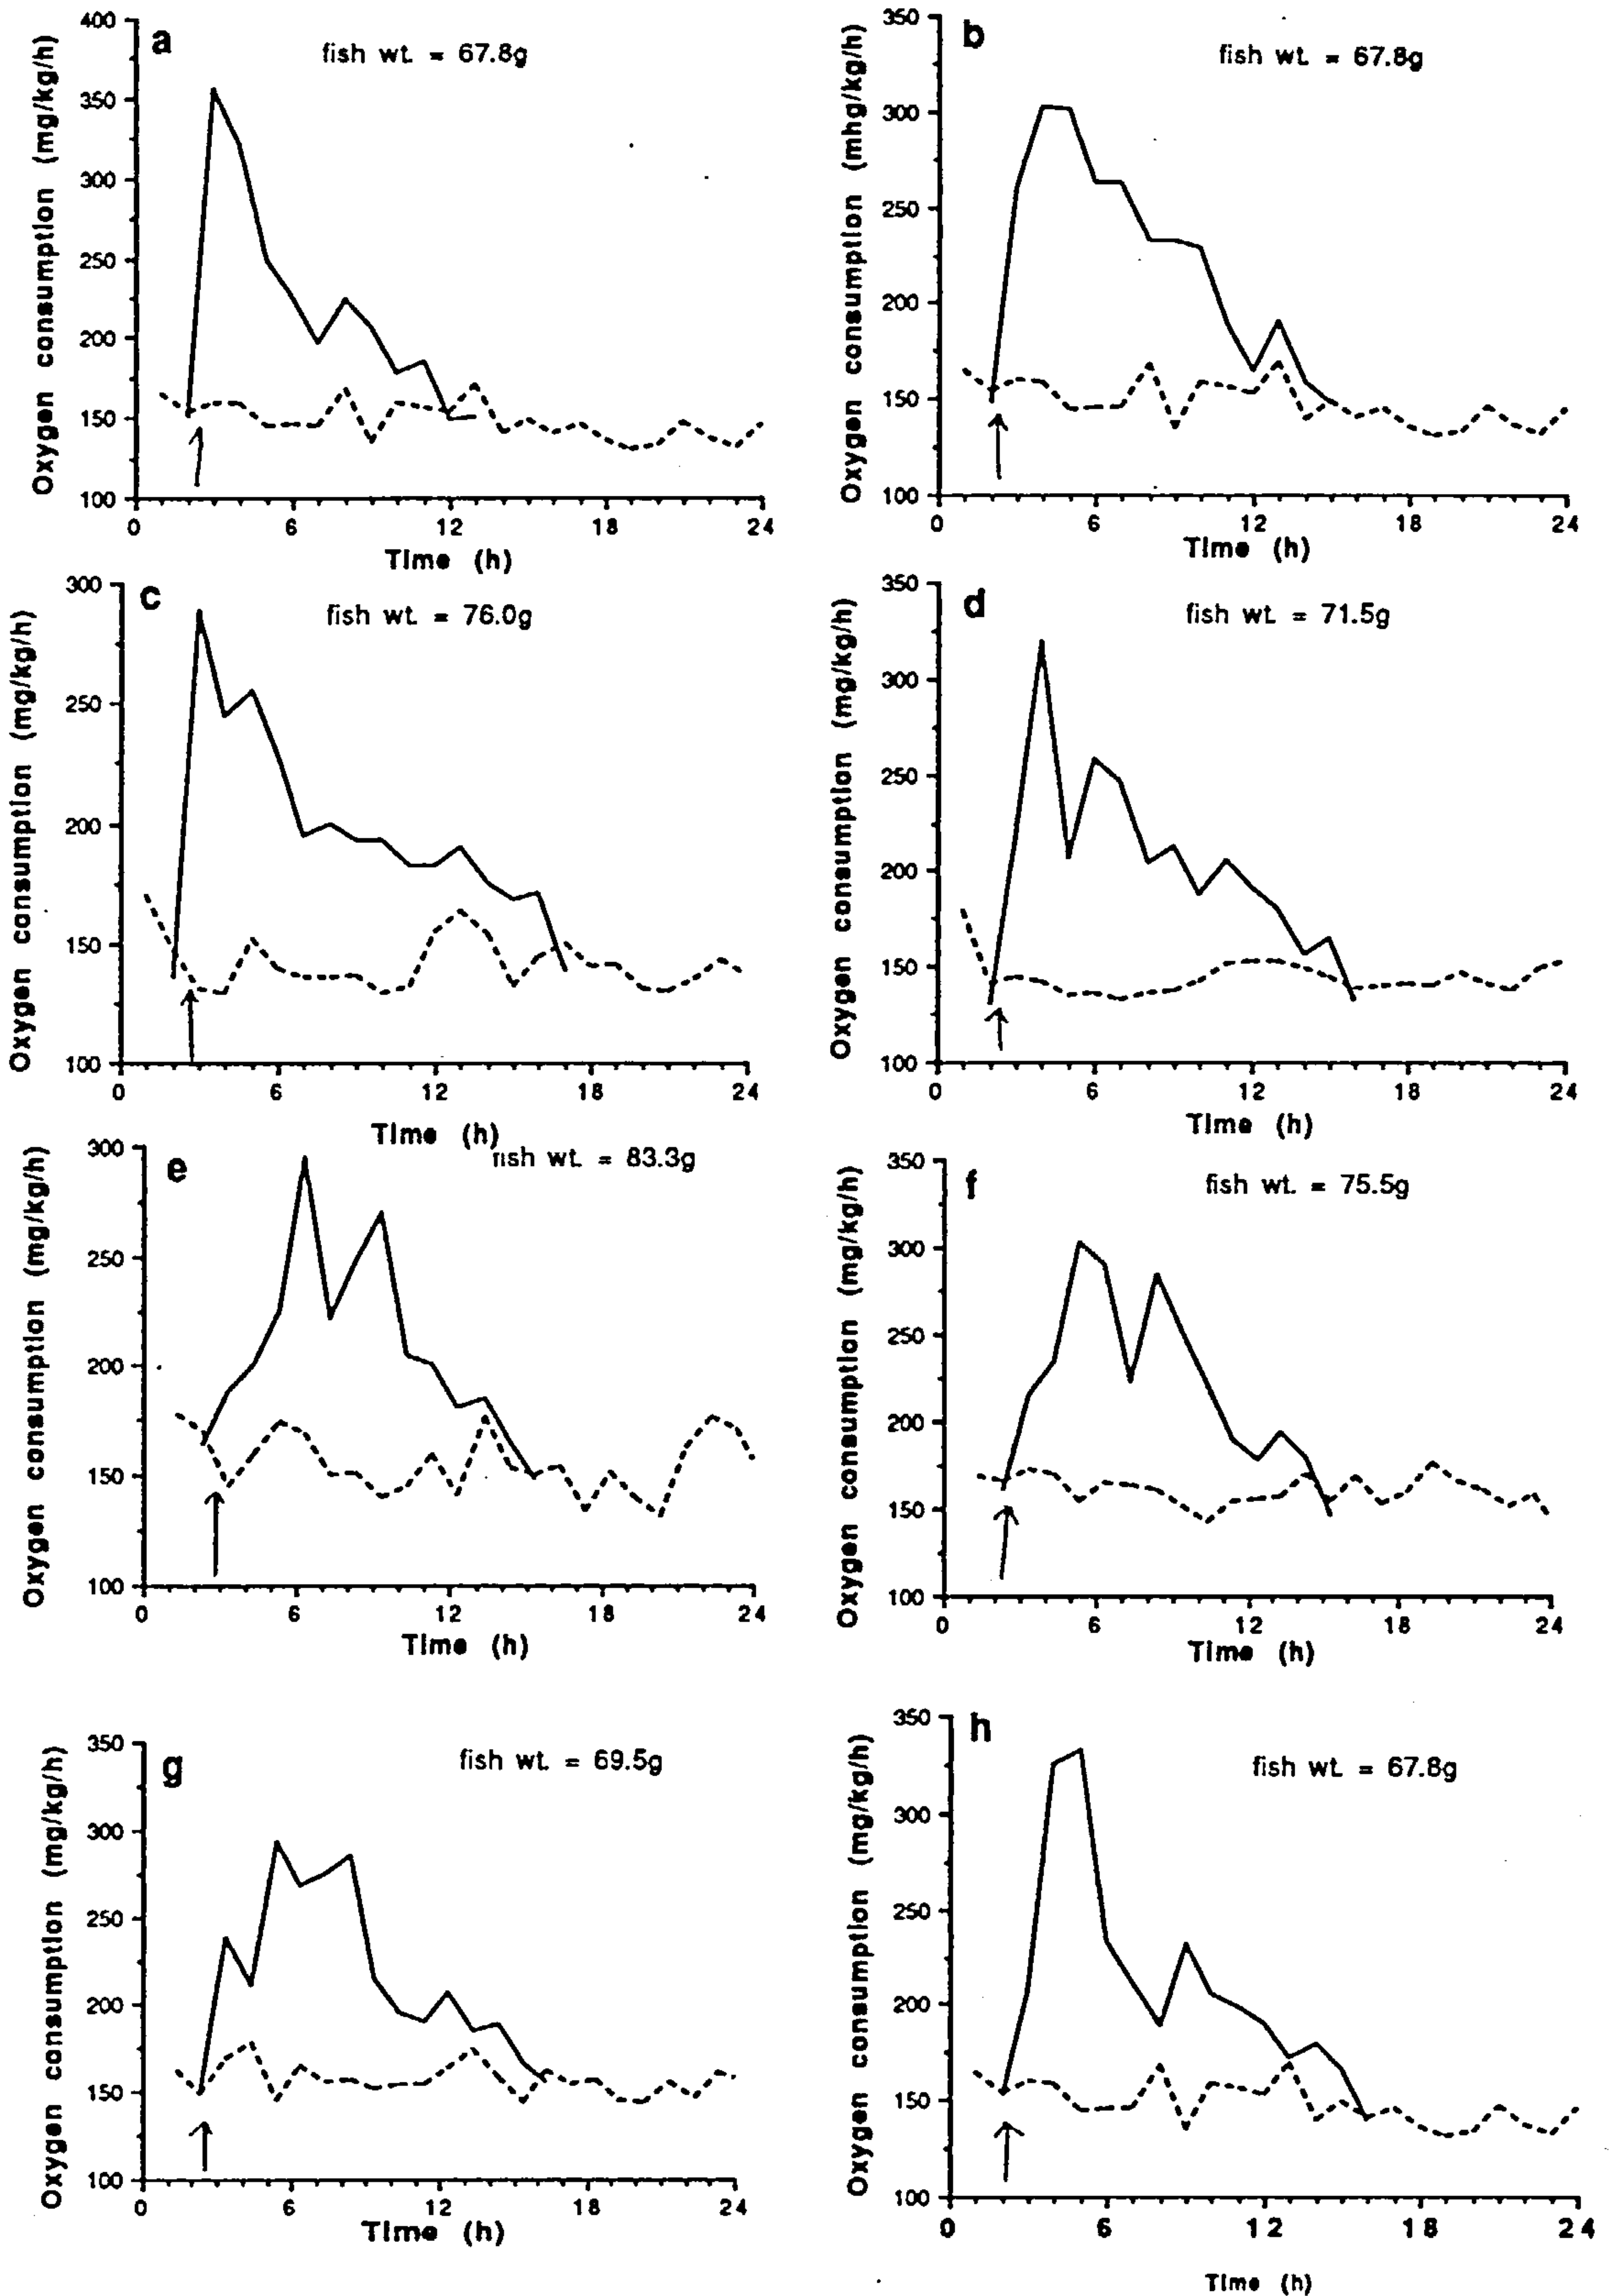 a
fish wt. = 67.8g
Oxygen consumption (mg/kg/h)
400
350
300
250
200
150
100
0 6 12 18 24
Time (h)
b
fish wt. = 67.8g
Oxygen consumption (mhg/kg/h)
350
300
250
200
150
100
0 6 12 18 24
Time (h)
c
fish wt. = 76.0g
Oxygen consumption (mg/kg/h)
300
250
200
150
100
0 6 12 18 24
Time (h)
d
fish wt. = 71.5g
Oxygen consumption (mg/kg/h)
350
300
250
200
150
100
0 6 12 18 24
Time (h)
e
fish wt. = 83.3g
Oxygen consumption (mg/kg/h)
300
250
200
150
100
0 6 12 18 24
Time (h)
f
fish wt. = 75.5g
Oxygen consumption (mg/kg/h)
350
300
250
200
150
100
0 6 12 18 24
Time (h)
g
fish wt. = 69.5g
Oxygen consumption (mg/kg/h)
350
300
250
200
150
100
0 6 12 18 24
Time (h)
h
fish wt. = 67.8g
Oxygen consumption (mg/kg/h)
350
300
250
200
150
100
0 6 12 18 24
Time (h)